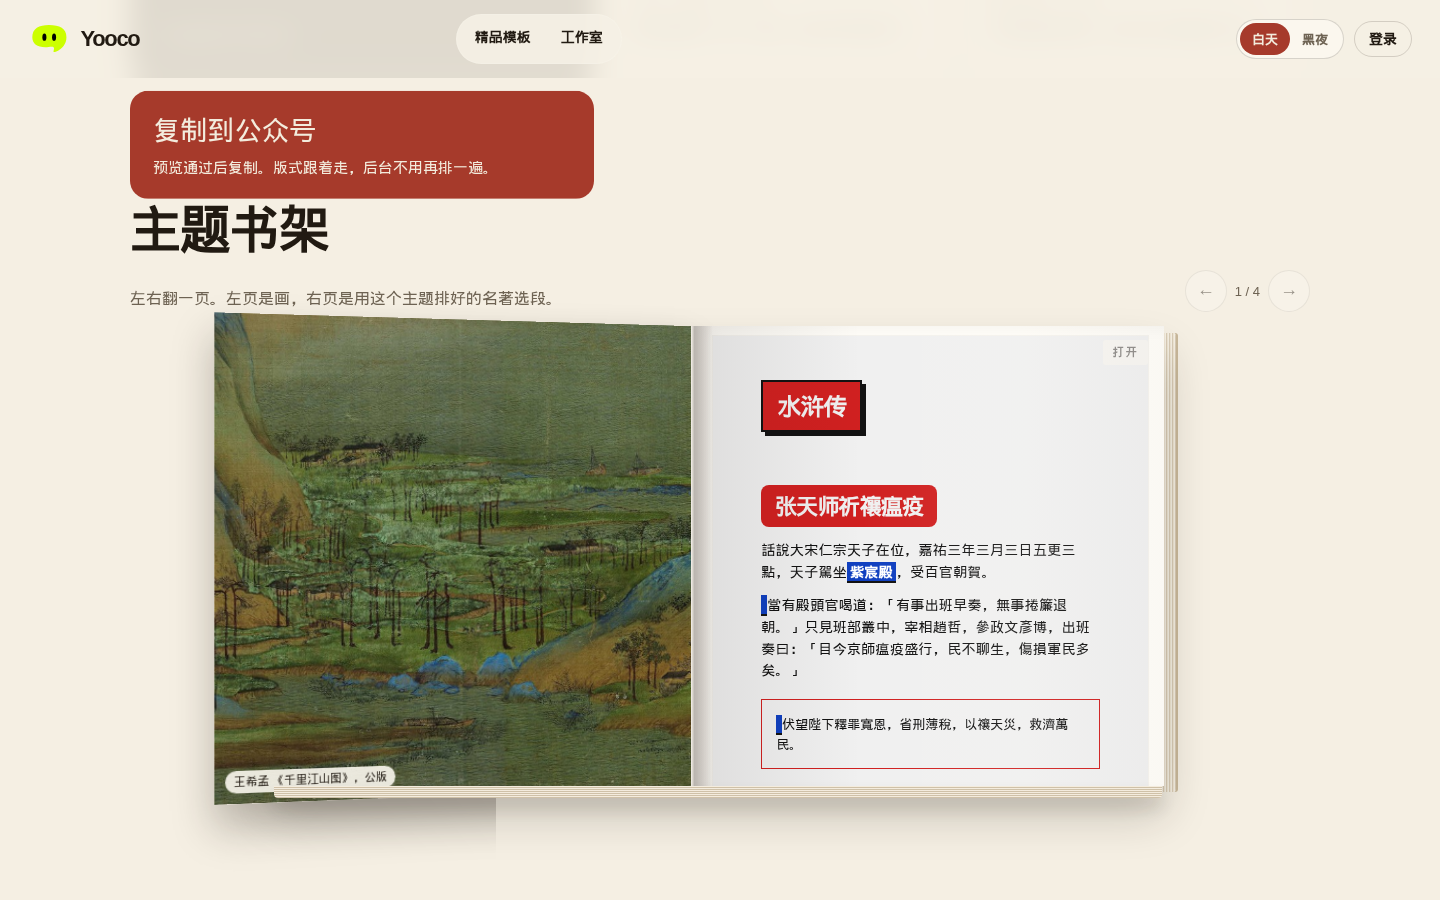 Yooco
精品模板
工作室
白天
黑夜
登录
复制到公众号
预览通过后复制。版式跟着走，后台不用再排一遍。
主题书架
左右翻一页。左页是画，右页是用这个主题排好的名著选段。
← 1 / 4 →
打开
水浒传
张天师祈禳瘟疫
話說大宋仁宗天子在位，嘉祐三年三月三日五更三
點，天子駕坐紫宸殿，受百官朝賀。
當有殿頭官喝道：「有事出班早奏，無事捲簾退
朝。」只見班部叢中，宰相趙哲，參政文彥博，出班
奏曰：「目今京師瘟疫盛行，民不聊生，傷損軍民多
矣。」
伏望陛下釋罪寬恩，省刑薄稅，以禳天災，救濟萬
民。
王希孟《千里江山图》，公版